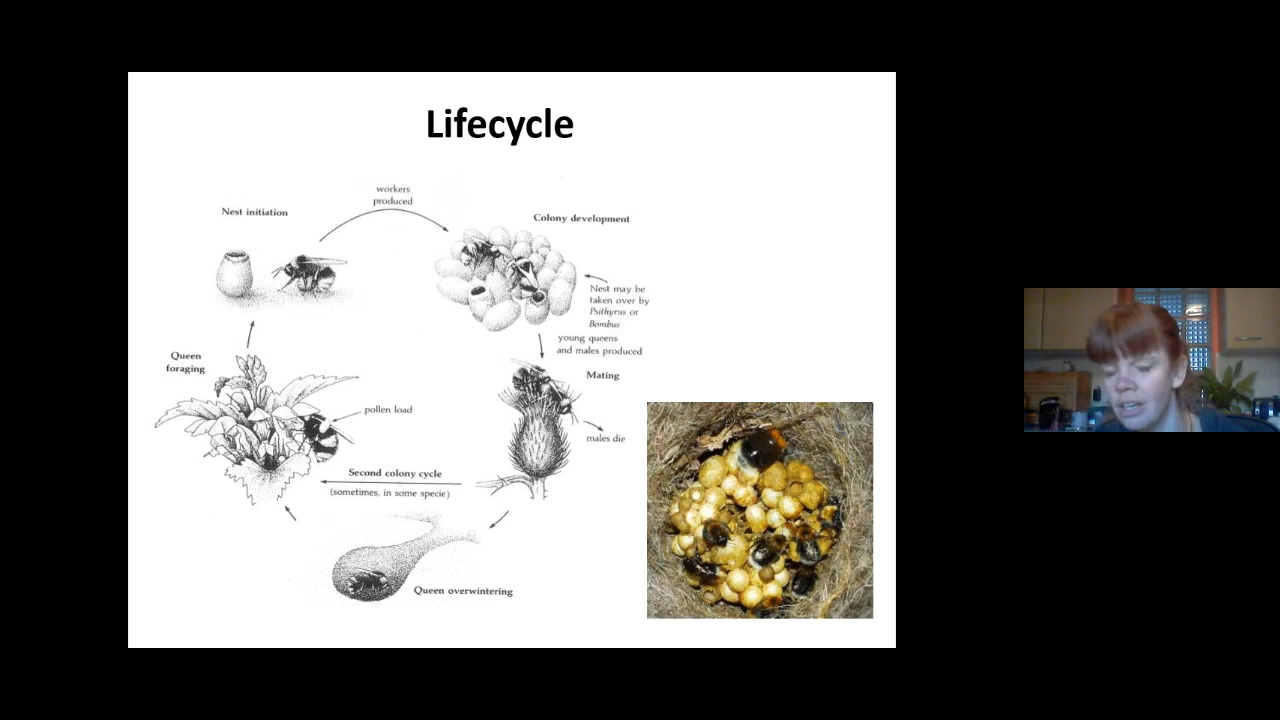 Lifecycle
workers
produced
Nest initiation
Colony development
Nest may be
taken over by
Psithyrus or
Bombus
young queens
and males produced
Queen
foraging
Mating
pollen load
males die
Second colony cycle
(sometimes, in some specie)
Queen overwintering